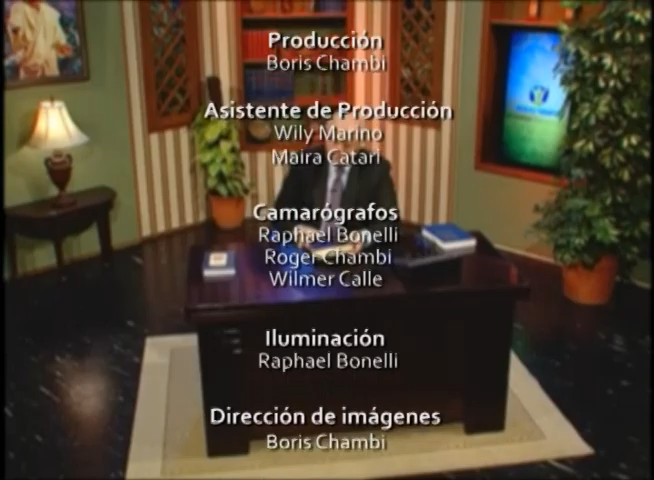 Producción
Boris Chambi
Asistente de Producción
Wily Marino
Maira Catari
Camarógrafos
Raphael Bonelli
Roger Chambi
Wilmer Calle
Iluminación
Raphael Bonelli
Dirección de imágenes
Boris Chambi